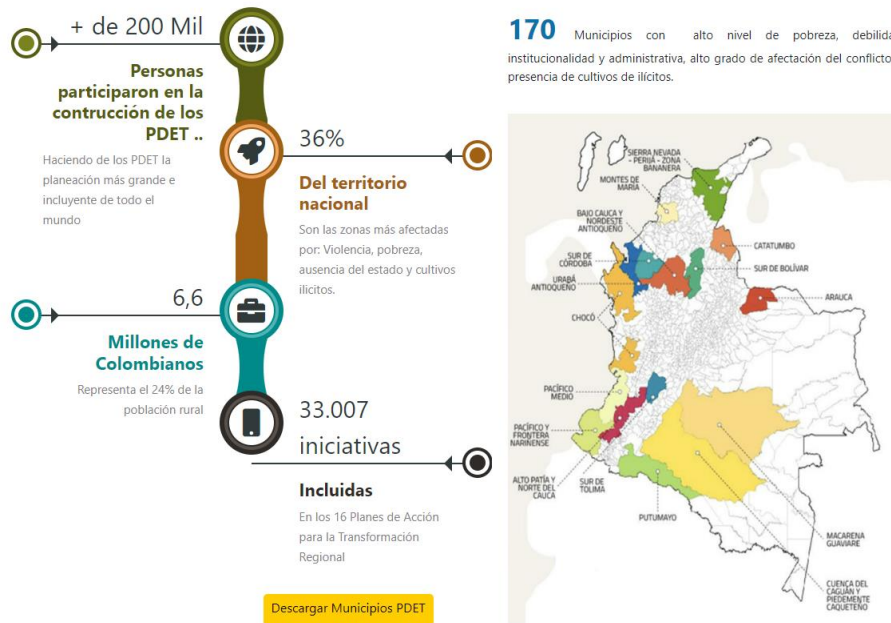 + de 200 Mil
Personas
participaron en la
contrucción de los
PDET ..
Haciendo de los PDET la
planeación más grande e
incluyente de todo el
mundo
36%
Del territorio
nacional
Son las zonas más afectadas
por: Violencia, pobreza,
ausencia del estado y cultivos
ilicitos.
6,6
Millones de
Colombianos
Representa el 24% de la
población rural
33.007
iniciativas
Incluidas
En los 16 Planes de Acción
para la Transformación
Regional
Descargar Municipios PDET
170 Municipios con alto nivel de pobreza, debilida
institucionalidad y administrativa, alto grado de afectación del conflicto
presencia de cultivos de ilícitos.
SIERRA NEVADA
- PERIJÁ - ZONA
BANANERA
MONTES DE
MARÍA
BAJO CAUCA Y
NORDESTE
ANTIOQUEÑO
CATATUMBO
SUR DE
CÓRDOBA
SUR DE BOLÍVAR
URABÁ
ANTIOQUEÑO
ARAUCA
CHOCÓ
PACÍFICO
MEDIO
PACÍFICO Y
FRONTERA
NARIÑENSE
ALTO PATÍA Y
NORTE DEL
CAUCA
SUR DE
TOLIMA
PUTUMAYO
MACARENA
GUAVIARE
CUENCA DEL
CAGUÁN Y
PIEDEMENTE
CAQUETEÑO